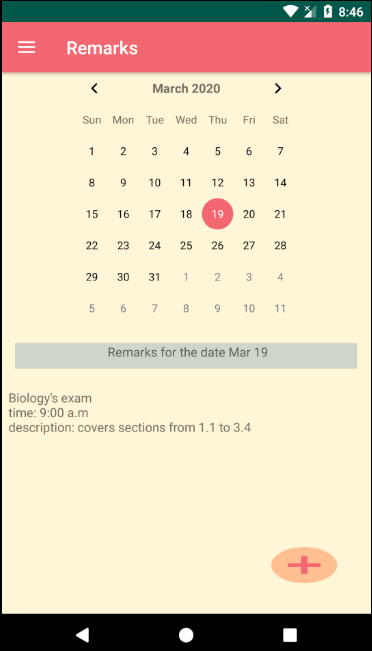 8:46
Remarks
March 2020
Sun Mon Tue Wed Thu Fri Sat
1 2 3 4 5 6 7
8 9 10 11 12 13 14
15 16 17 18 19 20 21
22 23 24 25 26 27 28
29 30 31 1 2 3 4
5 6 7 8 9 10 11
Remarks for the date Mar 19
Biology's exam
time: 9:00 a.m
description: covers sections from 1.1 to 3.4